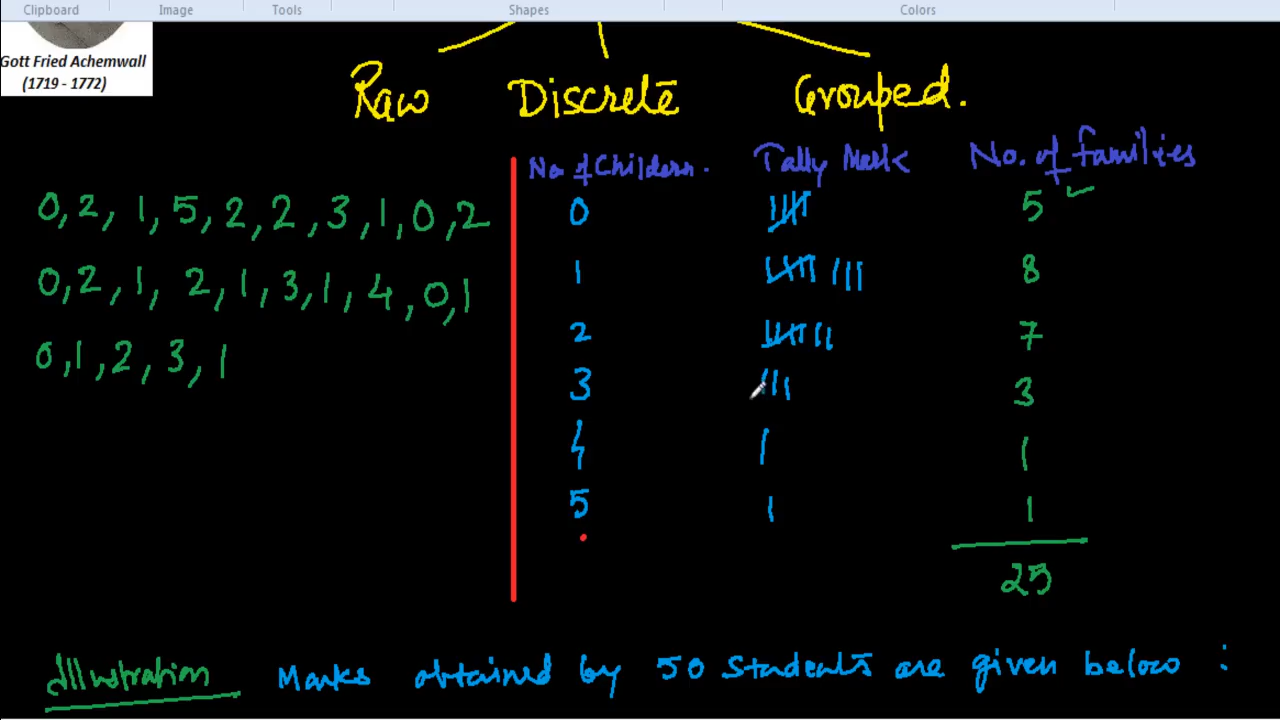 Clipboard Image Tools Shapes Colors
Gott Fried Achemwall
(1719 - 1772)
Raw Discrete Grouped.
No of Childern. Tally Mark No. of families
0, 2, 1, 5, 2, 2, 3, 1, 0, 2
0, 2, 1, 2, 1, 3, 1, 4, 0, 1
0, 1, 2, 3, 1
0 5 ✓
1 8
2 7
3 3
4 1
5 1
25
Illustration Marks obtained by 50 Students are given below :